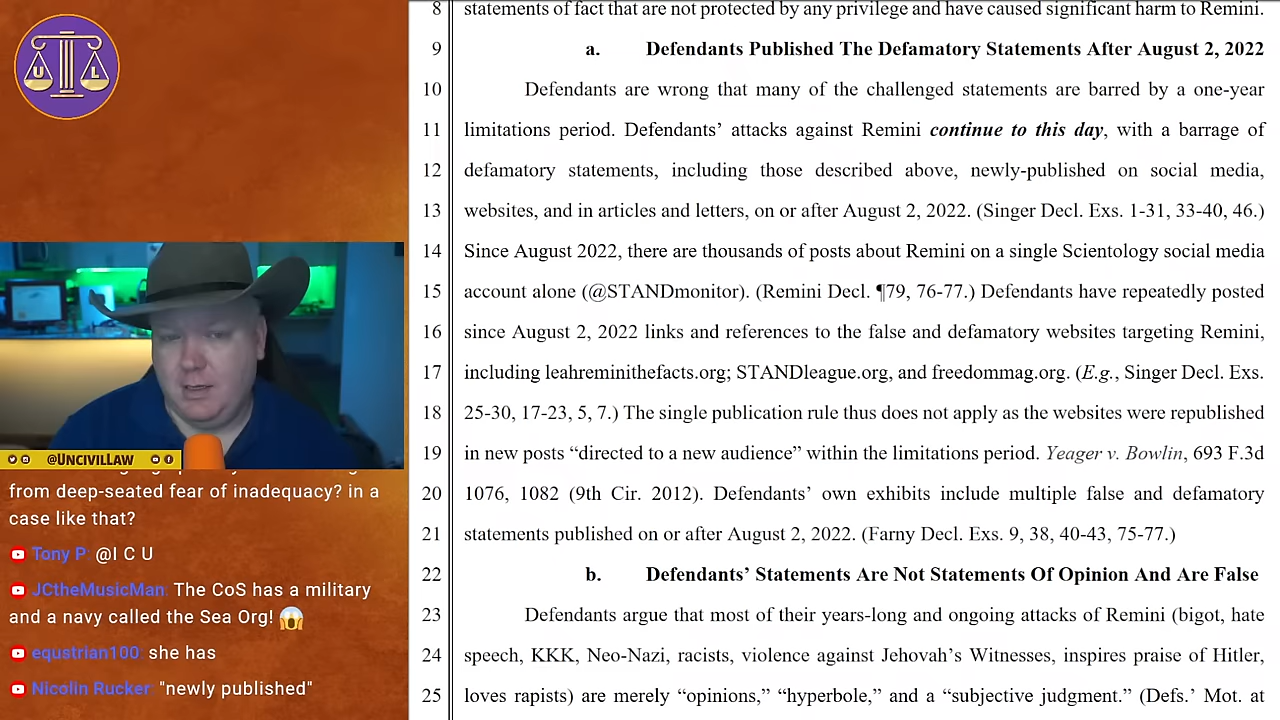 U L
@UNCIVILLAW
from deep-seated fear of inadequacy? in a
case like that?
Tony P: @I C U
JCtheMusicMan: The CoS has a military
and a navy called the Sea Org! 😱
equstrian100: she has
Nicolin Rucker: "newly published"
8 statements of fact that are not protected by any privilege and have caused significant harm to Remini.
9 a. Defendants Published The Defamatory Statements After August 2, 2022
10 Defendants are wrong that many of the challenged statements are barred by a one-year
11 limitations period. Defendants’ attacks against Remini continue to this day, with a barrage of
12 defamatory statements, including those described above, newly-published on social media,
13 websites, and in articles and letters, on or after August 2, 2022. (Singer Decl. Exs. 1-31, 33-40, 46.)
14 Since August 2022, there are thousands of posts about Remini on a single Scientology social media
15 account alone (@STANDmonitor). (Remini Decl. ¶79, 76-77.) Defendants have repeatedly posted
16 since August 2, 2022 links and references to the false and defamatory websites targeting Remini,
17 including leahreminithefacts.org; STANDleague.org, and freedommag.org. (E.g., Singer Decl. Exs.
18 25-30, 17-23, 5, 7.) The single publication rule thus does not apply as the websites were republished
19 in new posts “directed to a new audience” within the limitations period. Yeager v. Bowlin, 693 F.3d
20 1076, 1082 (9th Cir. 2012). Defendants’ own exhibits include multiple false and defamatory
21 statements published on or after August 2, 2022. (Farny Decl. Exs. 9, 38, 40-43, 75-77.)
22 b. Defendants’ Statements Are Not Statements Of Opinion And Are False
23 Defendants argue that most of their years-long and ongoing attacks of Remini (bigot, hate
24 speech, KKK, Neo-Nazi, racists, violence against Jehovah’s Witnesses, inspires praise of Hitler,
25 loves rapists) are merely “opinions,” “hyperbole,” and a “subjective judgment.” (Defs.’ Mot. at